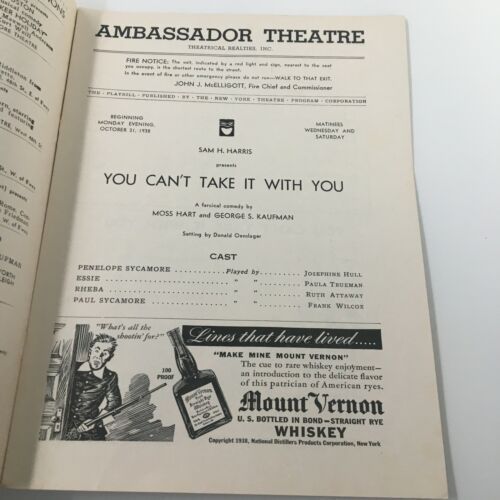 AMBASSADOR THEATRE
THEATRICAL REALTIES, INC.
FIRE NOTICE: The exit, indicated by a red light and sign, nearest to the seat
you occupy, is the shortest route to the street.
In the event of fire or other emergency please do not run—WALK TO THAT EXIT.
JOHN J. McELLIGOTT, Fire Chief and Commissioner
THE · PLAYBILL · PUBLISHED · BY · THE · NEW · YORK · THEATRE · PROGRAM · CORPORATION
BEGINNING
MONDAY EVENING,
OCTOBER 31, 1938
MATINEES
WEDNESDAY AND
SATURDAY
SAM H. HARRIS
presents
YOU CAN'T TAKE IT WITH YOU
A farcical comedy by
MOSS HART and GEORGE S. KAUFMAN
Setting by Donald Oenslager
CAST
PENELOPE SYCAMORE Played by JOSEPHINE HULL
ESSIE " " PAULA TRUEMAN
RHEBA " " RUTH ATTAWAY
PAUL SYCAMORE " " FRANK WILCOX
"What's all the
shootin' for?"
Lines that have lived.....
"MAKE MINE MOUNT VERNON"
The cue to rare whiskey enjoyment—
an introduction to the delicate flavor
of this patrician of American ryes.
100
PROOF
Mount Vernon
U. S. BOTTLED IN BOND—STRAIGHT RYE
WHISKEY
Copyright 1938, National Distillers Products Corporation, New York